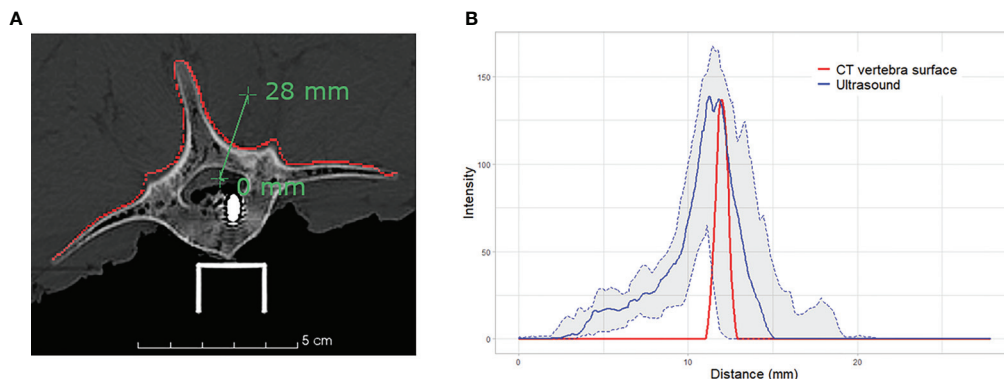 A
28 mm
0 mm
5 cm
B
CT vertebra surface
Ultrasound
Intensity
150
100
50
0
0
10
20
Distance (mm)